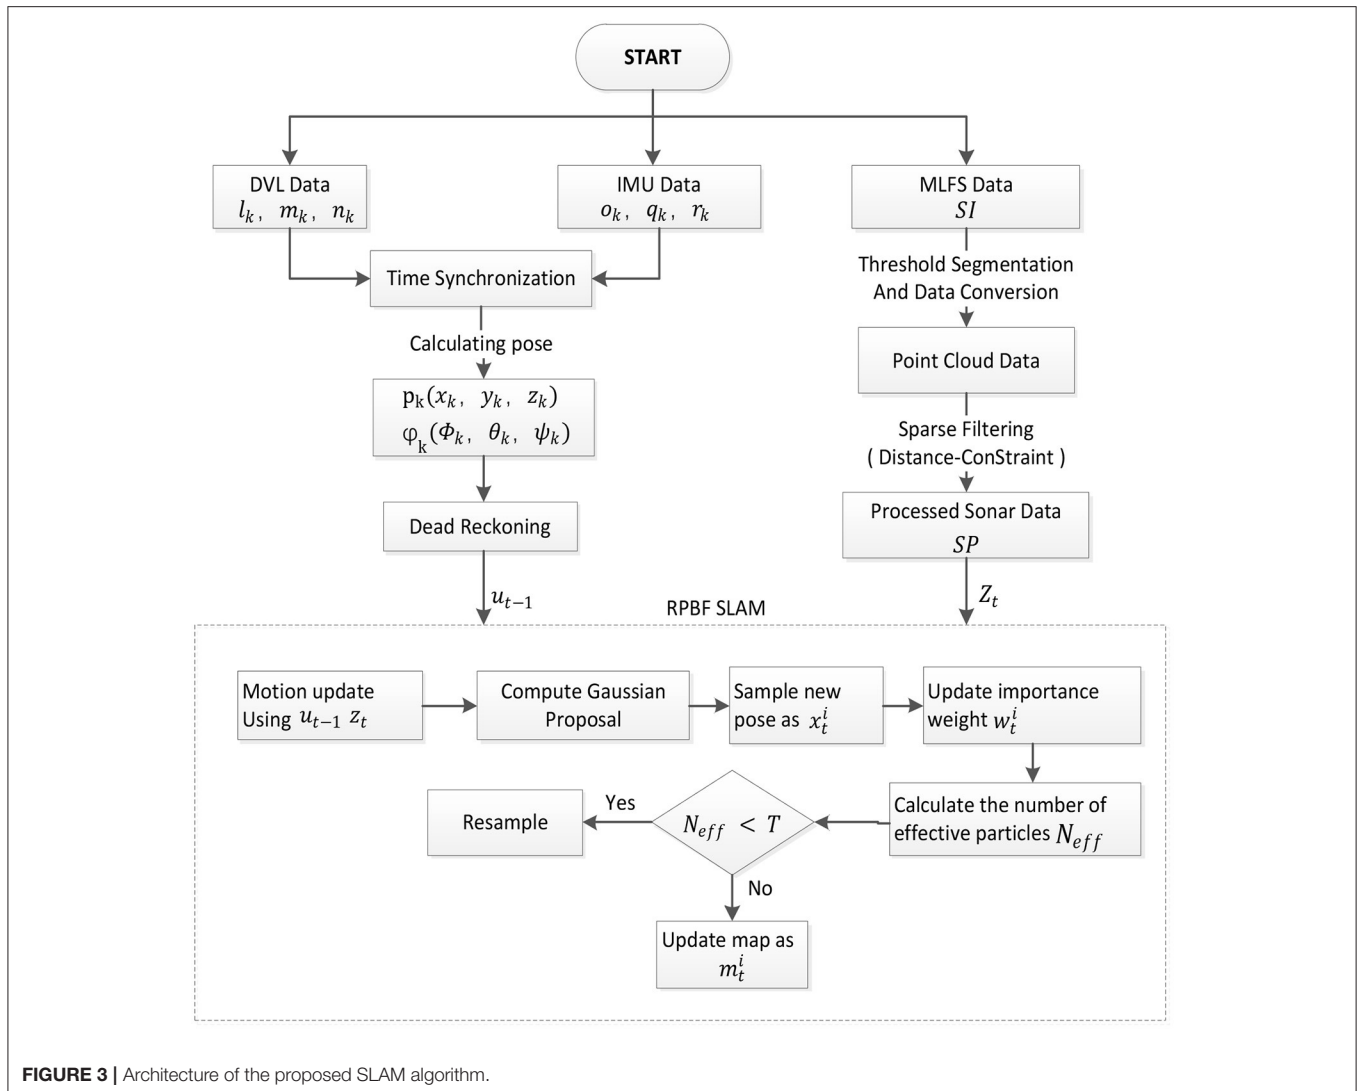 START
DVL Data
l_k, m_k, n_k
IMU Data
o_k, q_k, r_k
MLFS Data
SI
Time Synchronization
Threshold Segmentation
And Data Conversion
Calculating pose
Point Cloud Data
p_k(x_k, y_k, z_k)
φ_k(Φ_k, θ_k, ψ_k)
Sparse Filtering
( Distance-ConStraint )
Dead Reckoning
Processed Sonar Data
SP
u_{t−1}
Z_t
RPBF SLAM
Motion update
Using u_{t−1} z_t
Compute Gaussian
Proposal
Sample new
pose as x_t^i
Update importance
weight w_t^i
Calculate the number of
effective particles N_{eff}
N_{eff} < T
Yes
Resample
No
Update map as
m_t^i
FIGURE 3 | Architecture of the proposed SLAM algorithm.